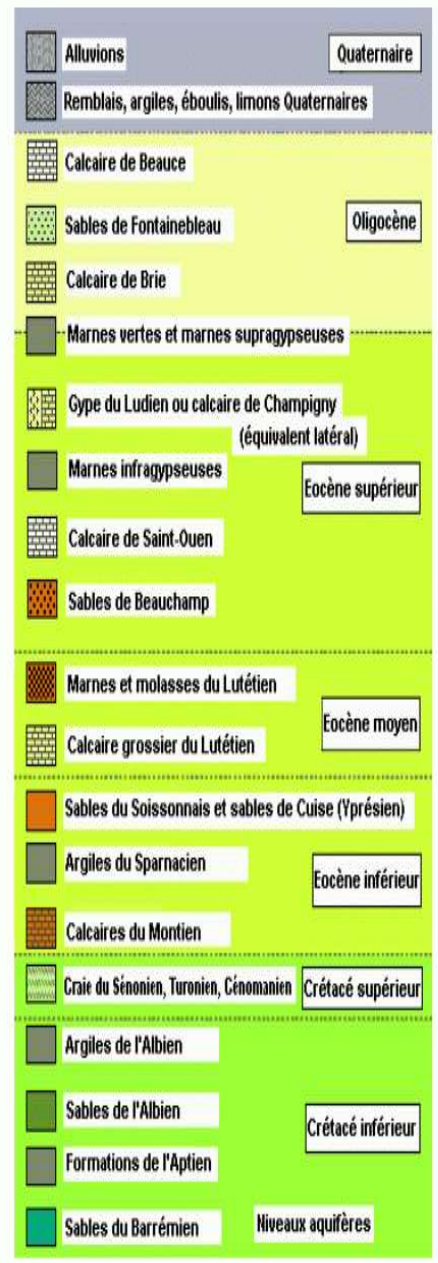 Alluvions
Quaternaire
Remblais, argiles, éboulis, limons Quaternaires
Calcaire de Beauce
Sables de Fontainebleau
Oligocène
Calcaire de Brie
Marnes vertes et marnes supragypseuses
Gype du Ludien ou calcaire de Champigny
(équivalent latéral)
Marnes infragypseuses
Eocène supérieur
Calcaire de Saint-Ouen
Sables de Beauchamp
Marnes et molasses du Lutétien
Eocène moyen
Calcaire grossier du Lutétien
Sables du Soissonnais et sables de Cuise (Yprésien)
Argiles du Sparnacien
Eocène inférieur
Calcaires du Montien
Craie du Sénonien, Turonien, Cénomanien
Crétacé supérieur
Argiles de l'Albien
Sables de l'Albien
Crétacé inférieur
Formations de l'Aptien
Sables du Barrémien
Niveaux aquifères